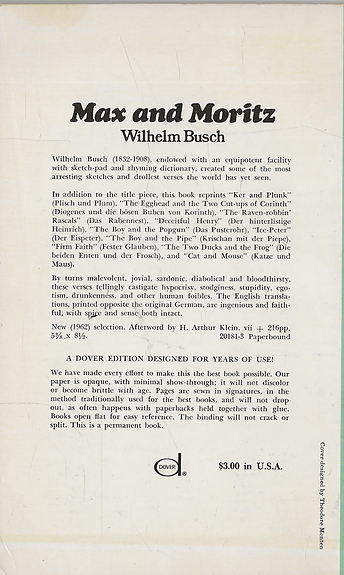 Max and Moritz
Wilhelm Busch
Wilhelm Busch (1832-1908), endowed with an equipotent facility
with sketch-pad and rhyming dictionary, created some of the most
arresting sketches and drollest verses the world has yet seen.
In addition to the title piece, this book reprints "Ker and Plunk"
(Plisch und Plum), "The Egghead and the Two Cut-ups of Corinth"
(Diogenes und die bösen Buben von Korinth), "The Raven-robbin'
Rascals" (Das Rabennest), "Deceitful Henry" (Der hinterlistige
Heinrich), "The Boy and the Popgun" (Das Pusterohr), "Ice-Peter"
(Der Eispeter), "The Boy and the Pipe" (Krischan mit der Piepe),
"Firm Faith" (Fester Glauben), "The Two Ducks and the Frog" (Die
beiden Enten und der Frosch), and "Cat and Mouse" (Katze und
Maus).
By turns malevolent, jovial, sardonic, diabolical and bloodthirsty,
these verses tellingly castigate hypocrisy, stodginess, stupidity, ego-
tism, drunkenness, and other human foibles. The English transla-
tions, printed opposite the original German, are ingenious and faith-
ful, with spice and sense both intact.
New (1962) selection. Afterword by H. Arthur Klein. vii + 216pp.
5⅜ x 8½. 20181-3 Paperbound
A DOVER EDITION DESIGNED FOR YEARS OF USE!
We have made every effort to make this the best book possible. Our
paper is opaque, with minimal show-through; it will not discolor
or become brittle with age. Pages are sewn in signatures, in the
method traditionally used for the best books, and will not drop
out, as often happens with paperbacks held together with glue.
Books open flat for easy reference. The binding will not crack or
split. This is a permanent book.
DOVER ®
$3.00 in U.S.A.
Cover designed by Theodore Menten